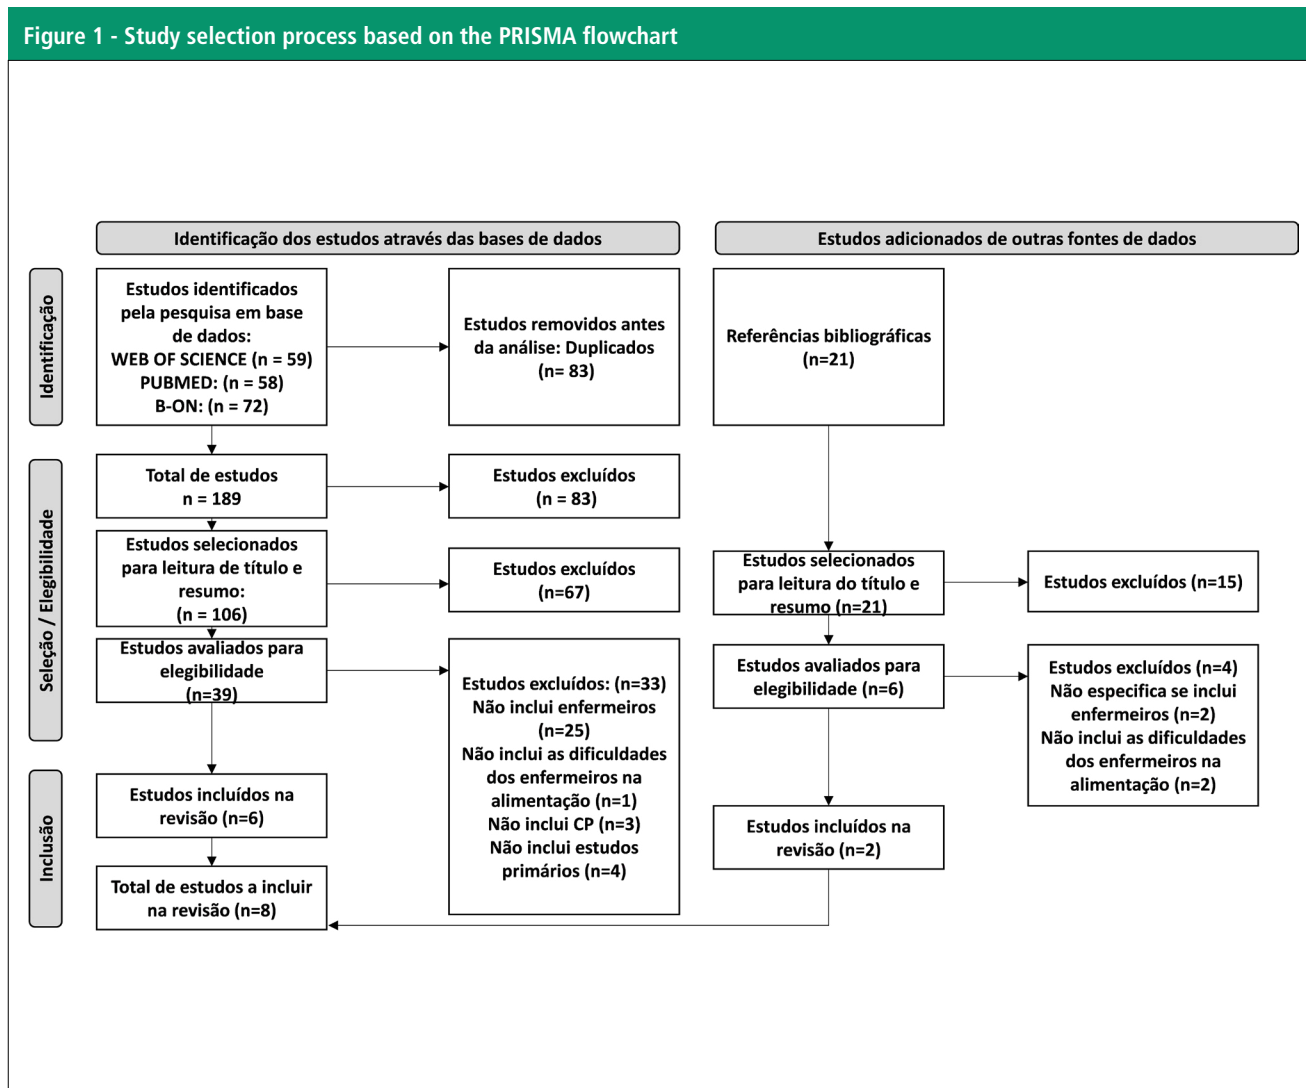 Figure 1 - Study selection process based on the PRISMA flowchart
Identificação dos estudos através das bases de dados
Estudos adicionados de outras fontes de dados
Identificação
Estudos identificados
pela pesquisa em base
de dados:
WEB OF SCIENCE (n = 59)
PUBMED: (n = 58)
B-ON: (n = 72)
Estudos removidos antes
da análise: Duplicados
(n= 83)
Referências bibliográficas
(n=21)
Seleção / Elegibilidade
Total de estudos
n = 189
Estudos excluídos
(n = 83)
Estudos selecionados
para leitura de título e
resumo:
(n = 106)
Estudos excluídos
(n=67)
Estudos selecionados
para leitura do título e
resumo (n=21)
Estudos excluídos (n=15)
Estudos avaliados para
elegibilidade
(n=39)
Estudos excluídos: (n=33)
Não inclui enfermeiros
(n=25)
Não inclui as dificuldades
dos enfermeiros na
alimentação (n=1)
Não inclui CP (n=3)
Não inclui estudos
primários (n=4)
Estudos avaliados para
elegibilidade (n=6)
Estudos excluídos (n=4)
Não especifica se inclui
enfermeiros (n=2)
Não inclui as dificuldades
dos enfermeiros na
alimentação (n=2)
Inclusão
Estudos incluídos na
revisão (n=6)
Estudos incluídos na
revisão (n=2)
Total de estudos a incluir
na revisão (n=8)